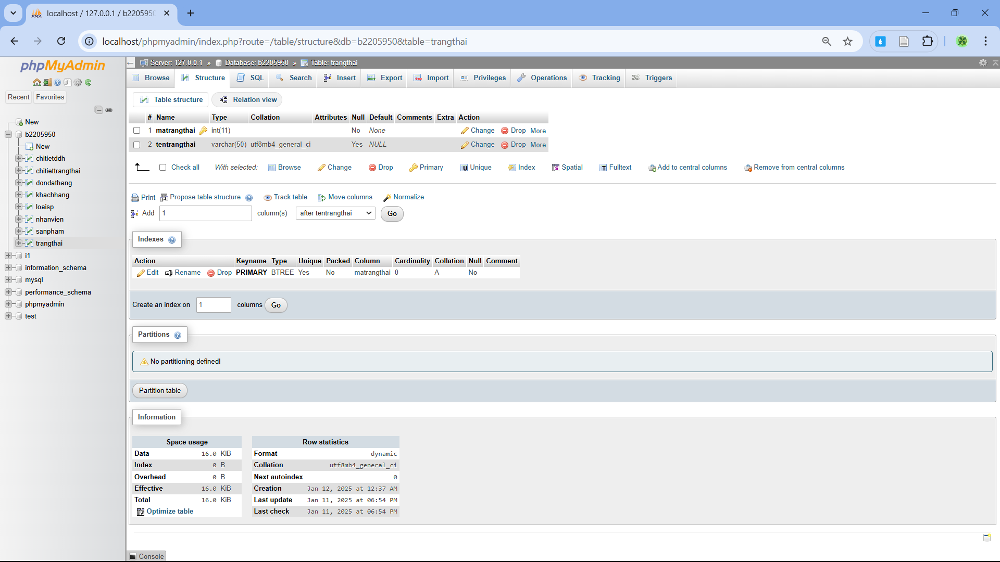 localhost / 127.0.0.1 / b2205950
localhost/phpmyadmin/index.php?route=/table/structure&db=b2205950&table=trangthai
phpMyAdmin
Recent Favorites
New
b2205950
New
chitietddh
chitiettrangthai
dondathang
khachhang
loaisp
nhanvien
sanpham
trangthai
i1
information_schema
mysql
performance_schema
phpmyadmin
test
Server: 127.0.0.1 » Database: b2205950 » Table: trangthai
Browse Structure SQL Search Insert Export Import Privileges Operations Tracking Triggers
Table structure Relation view
# Name Type Collation Attributes Null Default Comments Extra Action
1 matrangthai int(11) No None Change Drop More
2 tentrangthai varchar(50) utf8mb4_general_ci Yes NULL Change Drop More
Check all With selected: Browse Change Drop Primary Unique Index Spatial Fulltext Add to central columns Remove from central columns
Print Propose table structure Track table Move columns Normalize
Add 1 column(s) after tentrangthai Go
Indexes
Action Keyname Type Unique Packed Column Cardinality Collation Null Comment
Edit Rename Drop PRIMARY BTREE Yes No matrangthai 0 A No
Create an index on 1 columns Go
Partitions
No partitioning defined!
Partition table
Information
Space usage
Data 16.0 KiB
Index 0 B
Overhead 0 B
Effective 16.0 KiB
Total 16.0 KiB
Optimize table
Row statistics
Format dynamic
Collation utf8mb4_general_ci
Next autoindex 0
Creation Jan 12, 2025 at 12:37 AM
Last update Jan 11, 2025 at 06:54 PM
Last check Jan 11, 2025 at 06:54 PM
Console